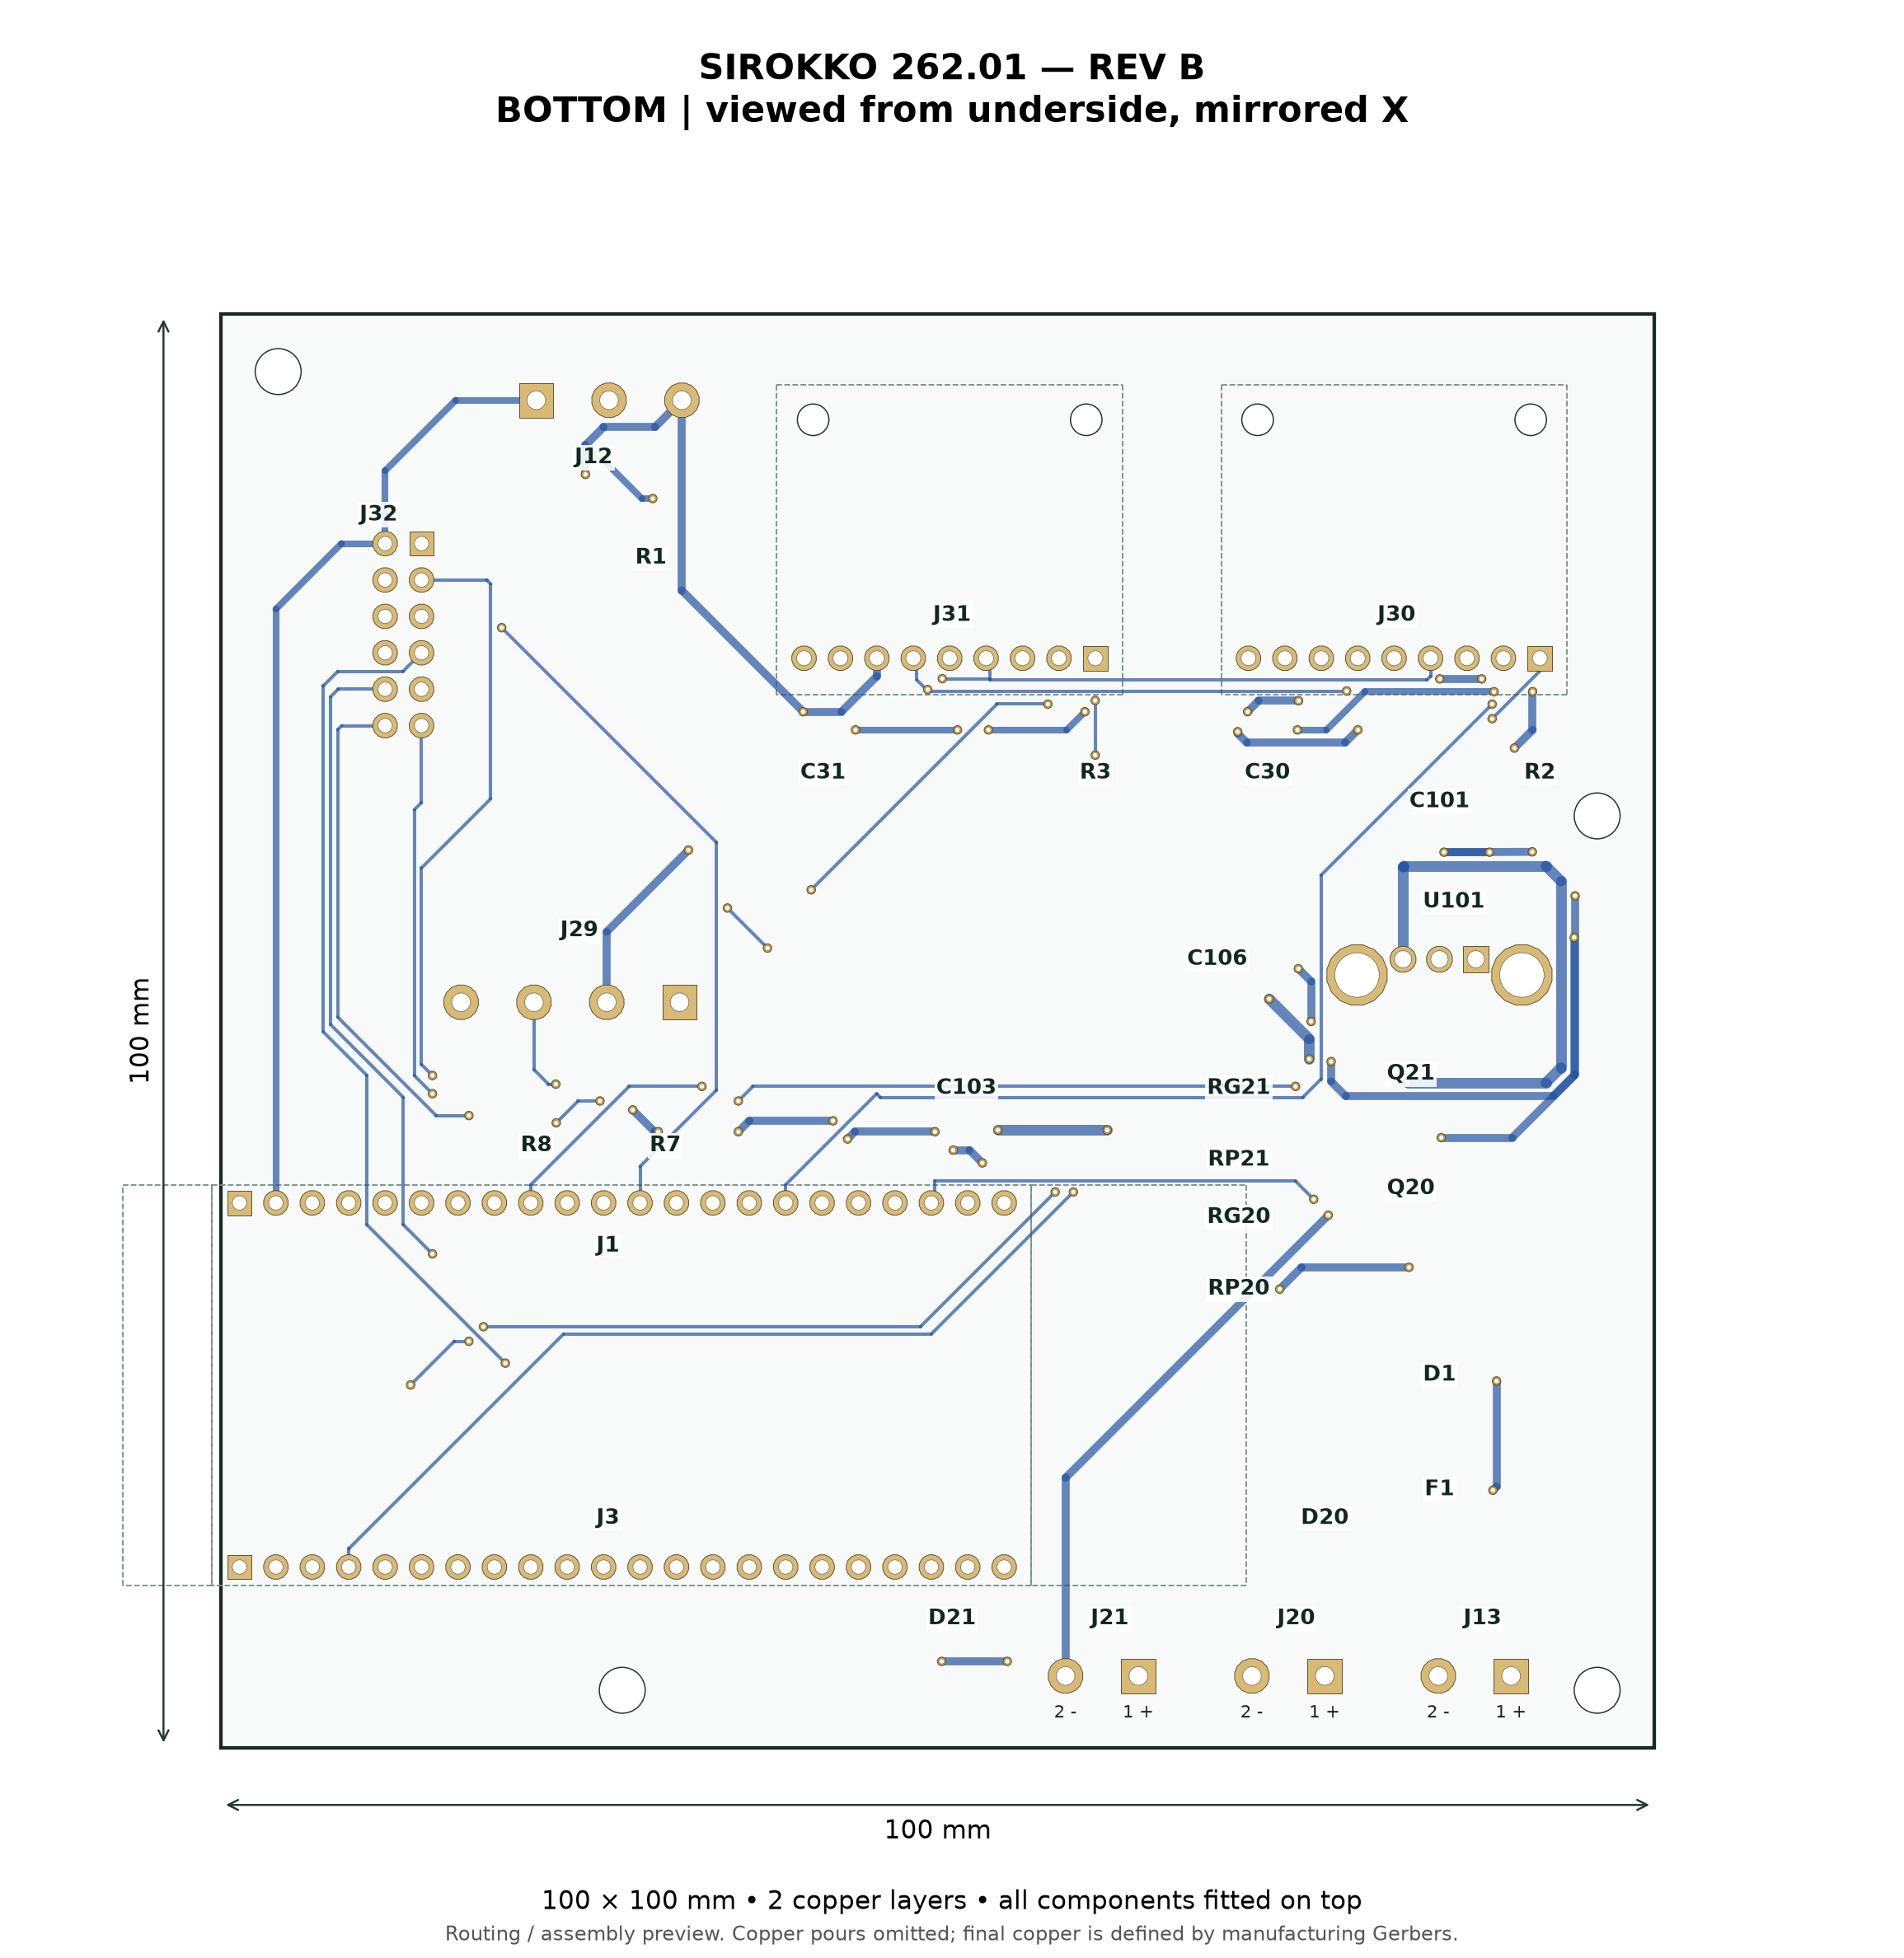 SIROKKO 262.01 — REV B
BOTTOM | viewed from underside, mirrored X
J12
J32
R1
J31
J30
C31
R3
C30
R2
C101
U101
J29
C106
100 mm
Q21
C103
RG21
R8
R7
RP21
Q20
RG20
J1
RP20
D1
F1
J3
D20
D21
J21
J20
J13
2 -
1 +
2 -
1 +
2 -
1 +
100 mm
100 × 100 mm • 2 copper layers • all components fitted on top
Routing / assembly preview. Copper pours omitted; final copper is defined by manufacturing Gerbers.